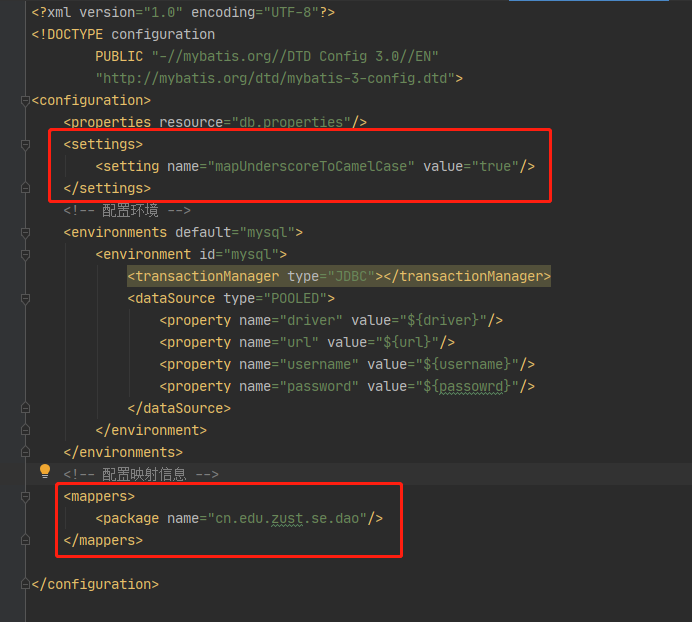 <?xml version="1.0" encoding="UTF-8"?>
<!DOCTYPE configuration
PUBLIC "-//mybatis.org//DTD Config 3.0//EN"
"http://mybatis.org/dtd/mybatis-3-config.dtd">
<configuration>
<properties resource="db.properties"/>
<settings>
<setting name="mapUnderscoreToCamelCase" value="true"/>
</settings>
<!-- 配置环境 -->
<environments default="mysql">
<environment id="mysql">
<transactionManager type="JDBC"></transactionManager>
<dataSource type="POOLED">
<property name="driver" value="${driver}"/>
<property name="url" value="${url}"/>
<property name="username" value="${username}"/>
<property name="password" value="${passowrd}"/>
</dataSource>
</environment>
</environments>
<!-- 配置映射信息 -->
<mappers>
<package name="cn.edu.zust.se.dao"/>
</mappers>
</configuration>